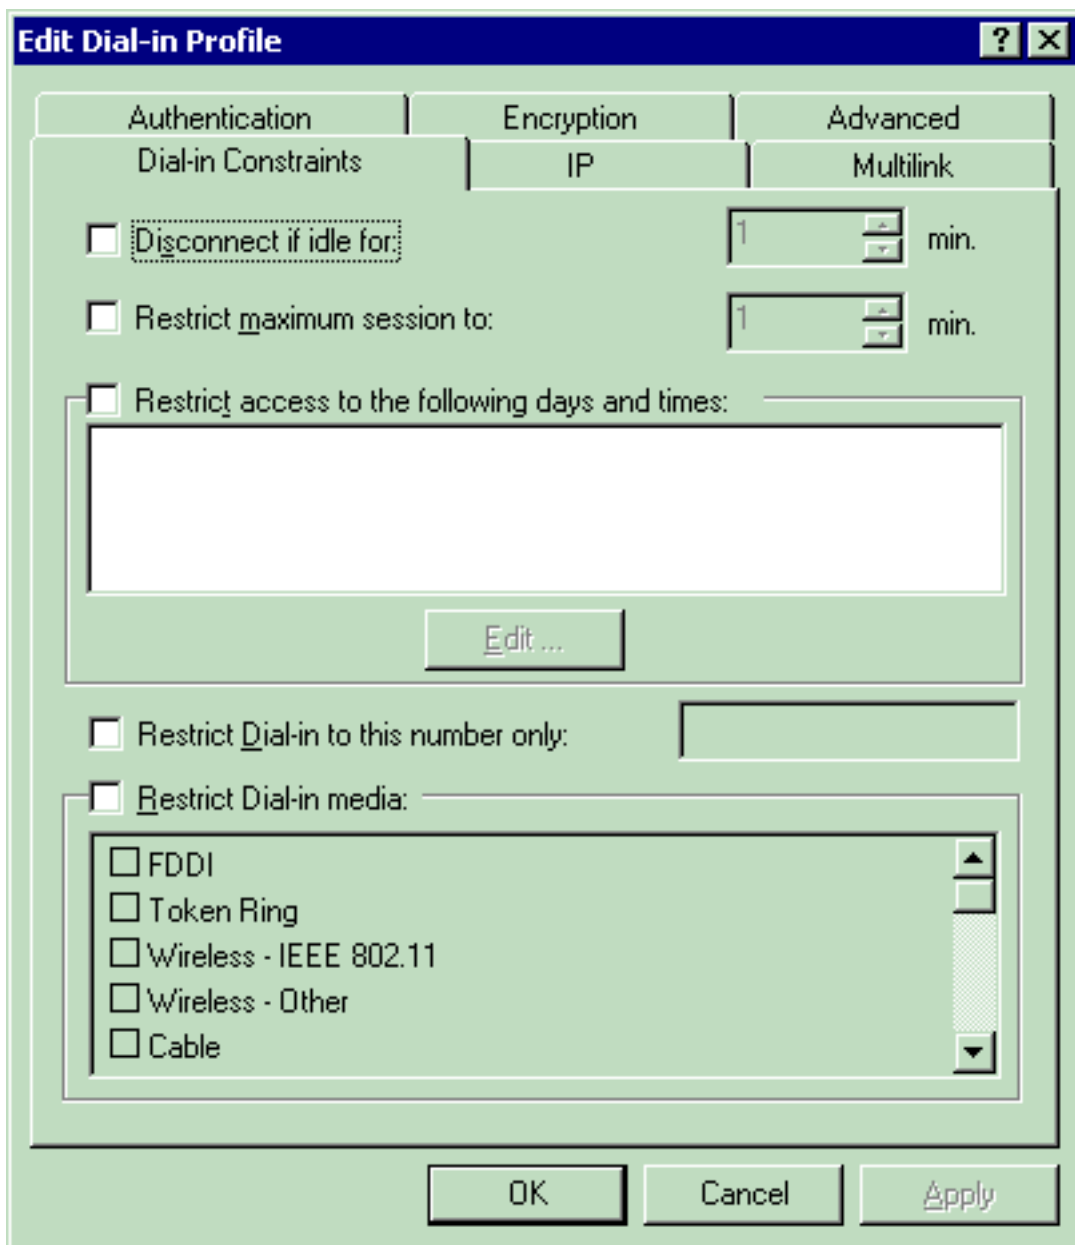 Edit Dial-in Profile
Authentication Encryption Advanced
Dial-in Constraints IP Multilink
Disconnect if idle for: 1 min.
Restrict maximum session to: 1 min.
Restrict access to the following days and times:
Edit ...
Restrict Dial-in to this number only:
Restrict Dial-in media:
FDDI
Token Ring
Wireless - IEEE 802.11
Wireless - Other
Cable
OK Cancel Apply